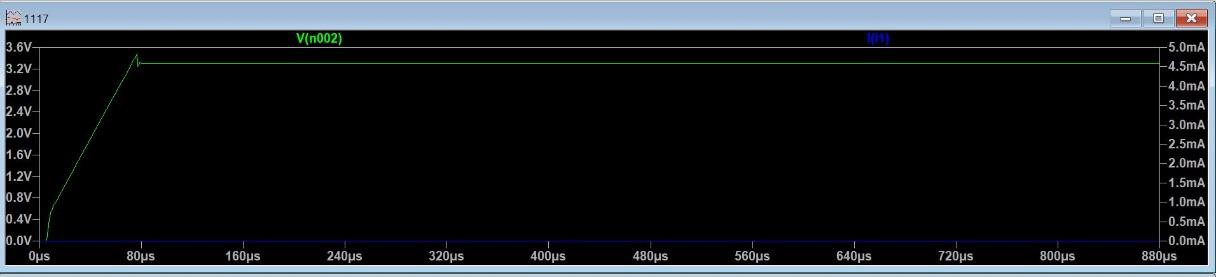 1117
V(n002) I(I1)
3.6V 5.0mA
3.2V 4.5mA
2.8V 4.0mA
2.4V 3.5mA
2.0V 3.0mA
1.6V 2.5mA
1.2V 2.0mA
0.8V 1.5mA
0.4V 1.0mA
0.0V 0.5mA
0.0mA
0µs 80µs 160µs 240µs 320µs 400µs 480µs 560µs 640µs 720µs 800µs 880µs